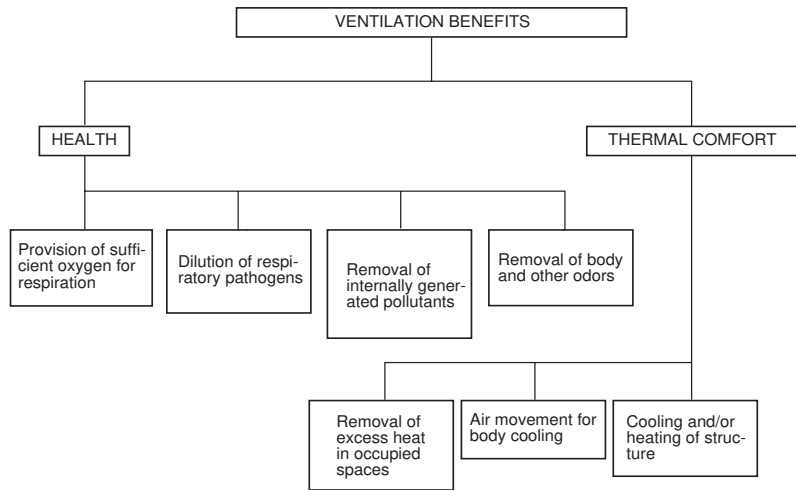 VENTILATION BENEFITS
HEALTH
THERMAL COMFORT
Provision of suffi-
cient oxygen for
respiration
Dilution of respi-
ratory pathogens
Removal of
internally gener-
ated pollutants
Removal of body
and other odors
Removal of
excess heat
in occupied
spaces
Air movement for
body cooling
Cooling and/or
heating of struc-
ture